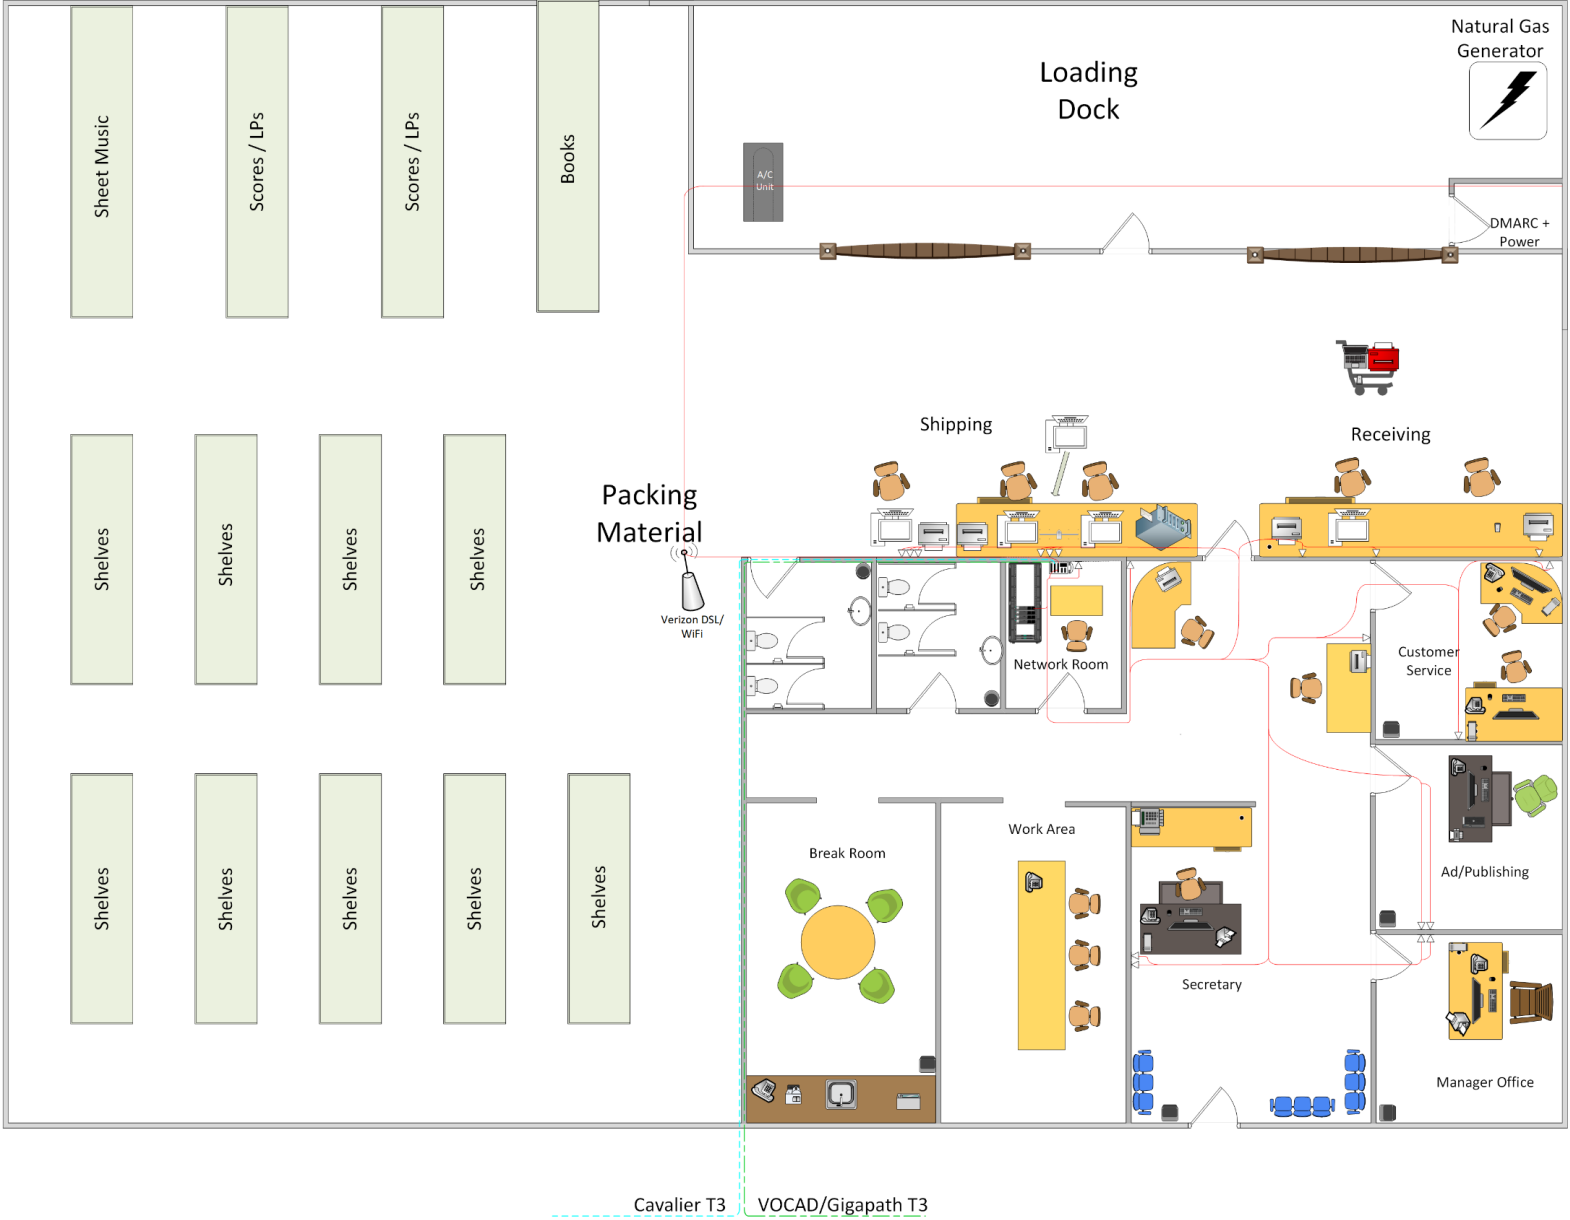 Natural Gas
Generator
Loading
Dock
Sheet Music
Scores / LPs
Scores / LPs
Books
A/C
Unit
DMARC +
Power
Shipping
Receiving
Packing
Material
Verizon DSL/
WiFi
Shelves
Shelves
Shelves
Shelves
Network Room
Customer
Service
Work Area
Break Room
Ad/Publishing
Shelves
Shelves
Shelves
Shelves
Shelves
Secretary
Manager Office
Cavalier T3
VOCAD/Gigapath T3